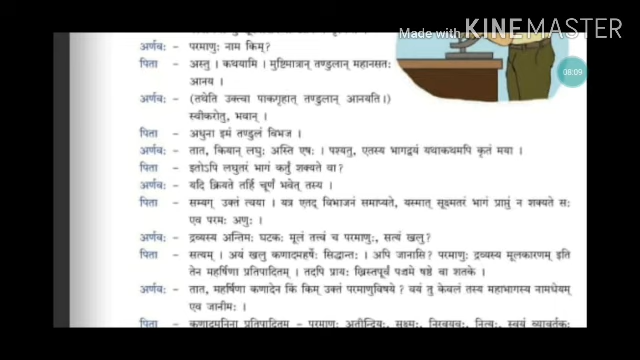 Made with KINEMASTER
अर्णवः - परमाणुः नाम किम्?
पिता - अस्तु । कथयामि । मुष्टिमात्रान् तण्डुलान् महानसतः
आनय ।
08:09
अर्णवः - (तथेति उक्त्वा पाकगृहात् तण्डुलान् आनयति।)
स्वीकरोतु, भवान् ।
पिता - अधुना इमं तण्डुलं विभज ।
अर्णवः - तात, कियान् लघुः अस्ति एषः । पश्यतु, एतस्य भागद्वयं यथाकथमपि कृतं मया ।
पिता - इतोऽपि लघुतरं भागं कर्तुं शक्यते वा?
अर्णवः - यदि क्रियते तर्हि चूर्णं भवेत् तस्य ।
पिता - सम्यग् उक्तं त्वया । यत्र एतद् विभाजनं समाप्यते, यस्मात् सूक्ष्मतरं भागं प्राप्तुं न शक्यते सः
एव परमः अणुः ।
अर्णवः - द्रव्यस्य अन्तिमः घटकः मूलं तत्त्वं च परमाणुः, सत्यं खलु?
पिता - सत्यम् । अयं खलु कणादमहर्षेः सिद्धान्तः । अपि जानासि? परमाणुः द्रव्यस्य मूलकारणम् इति
तेन महर्षिणा प्रतिपादितम् । तदपि प्रायः ख्रिस्तपूर्वं पञ्चमे षष्ठे वा शतके ।
अर्णवः - तात, महर्षिणा कणादेन किं किम् उक्तं परमाणुविषये? वयं तु केवलं तस्य महाभागस्य नामधेयम्
एव जानीमः ।
पिता - कणादमुनिना प्रतिपादितम् – परमाणुः अतीन्द्रियः, सूक्ष्मः, निरवयवः, नित्यः, स्वयं व्यावर्तकः